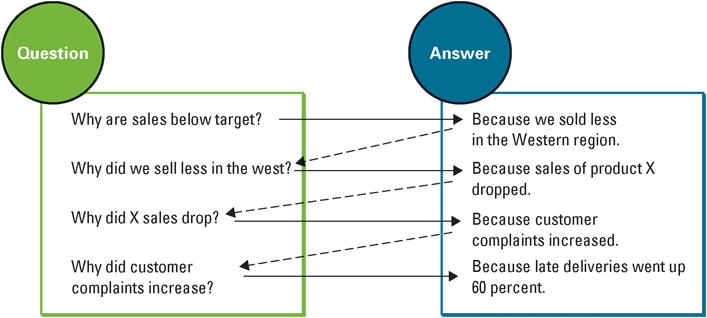 Question
Answer
Why are sales below target?
Because we sold less
in the Western region.
Why did we sell less in the west?
Because sales of product X
dropped.
Why did X sales drop?
Because customer
complaints increased.
Why did customer
complaints increase?
Because late deliveries went up
60 percent.